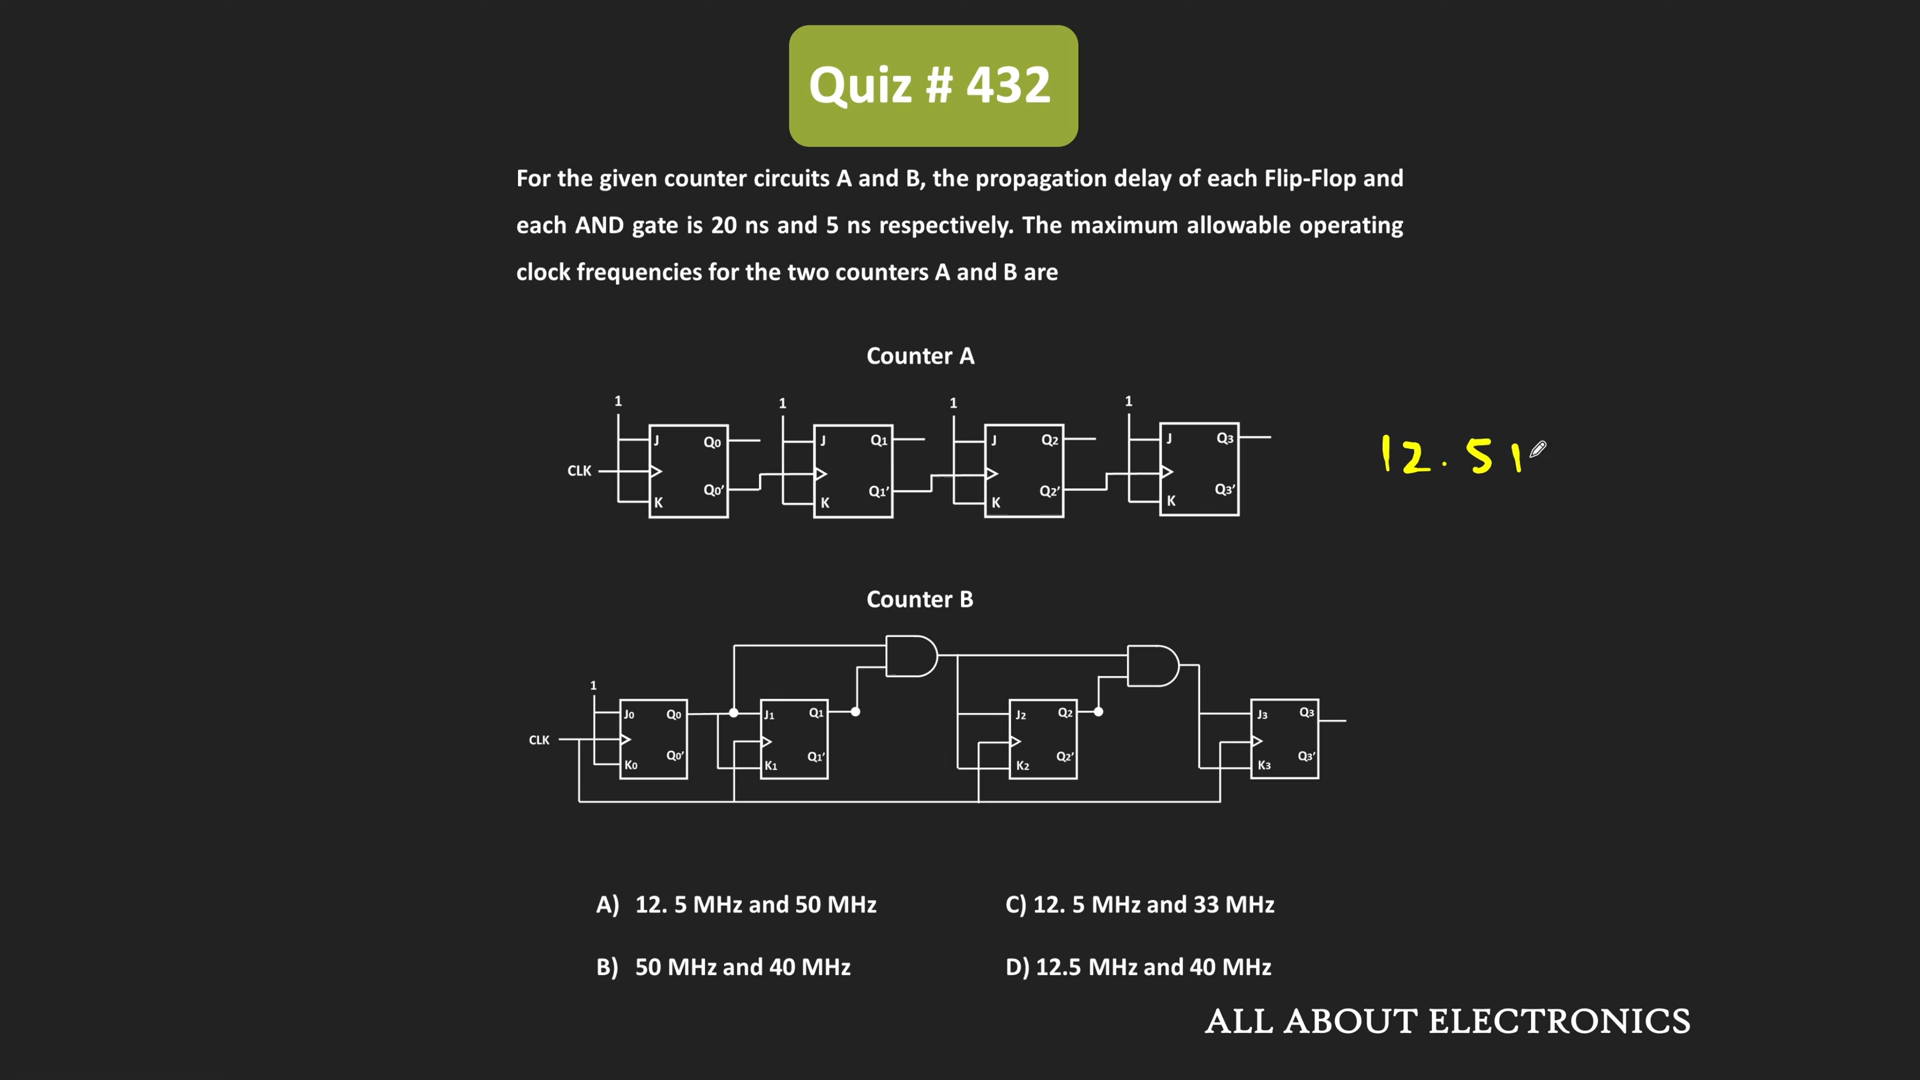 Quiz # 432
For the given counter circuits A and B, the propagation delay of each Flip-Flop and
each AND gate is 20 ns and 5 ns respectively. The maximum allowable operating
clock frequencies for the two counters A and B are
Counter A
1 1 1 1
J Q0 J Q1 J Q2 J Q3
CLK
Q0' Q1' Q2' Q3'
K K K K
12.5
Counter B
1
J0 Q0 J1 Q1 J2 Q2 J3 Q3
CLK
Q0' Q1' Q2' Q3'
K0 K1 K2 K3
A) 12. 5 MHz and 50 MHz
C) 12. 5 MHz and 33 MHz
B) 50 MHz and 40 MHz
D) 12.5 MHz and 40 MHz
ALL ABOUT ELECTRONICS